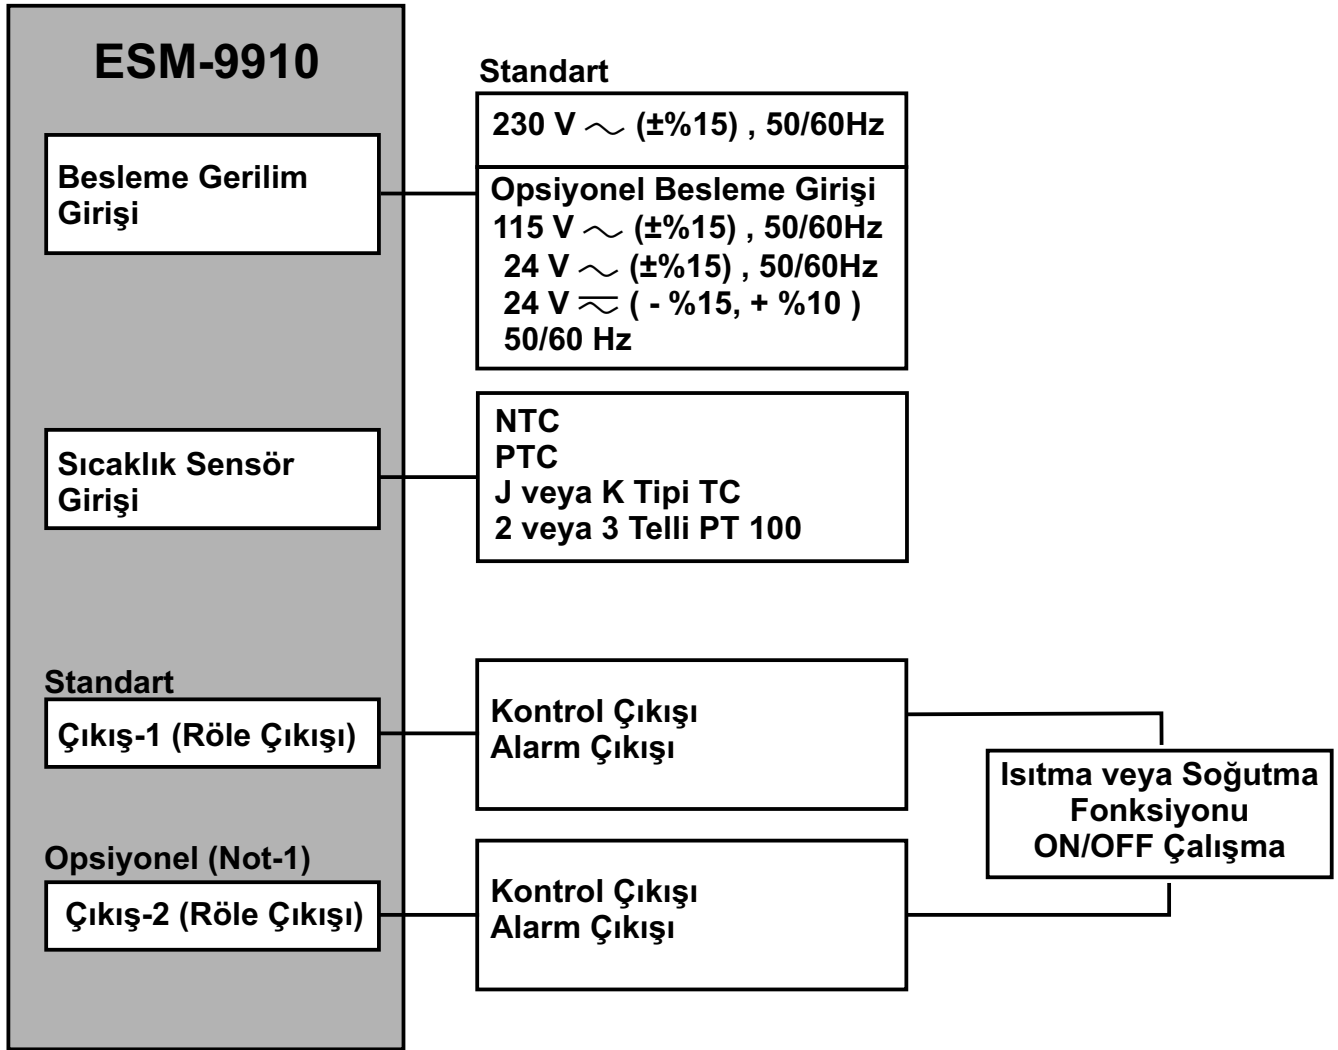 ESM-9910
Standart
230 V ～ (±%15) , 50/60Hz
Besleme Gerilim
Girişi
Opsiyonel Besleme Girişi
115 V ～ (±%15) , 50/60Hz
24 V ～ (±%15) , 50/60Hz
24 V ⏦ ( - %15, + %10 )
50/60 Hz
Sıcaklık Sensör
Girişi
NTC
PTC
J veya K Tipi TC
2 veya 3 Telli PT 100
Standart
Çıkış-1 (Röle Çıkışı)
Kontrol Çıkışı
Alarm Çıkışı
Isıtma veya Soğutma
Fonksiyonu
ON/OFF Çalışma
Opsiyonel (Not-1)
Çıkış-2 (Röle Çıkışı)
Kontrol Çıkışı
Alarm Çıkışı